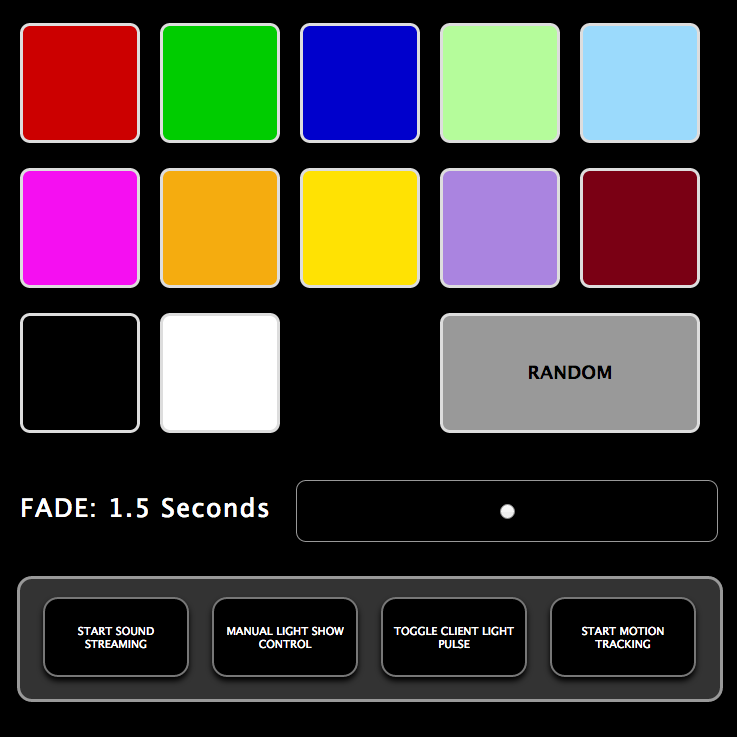 RANDOM
FADE: 1.5 Seconds
START SOUND
STREAMING
MANUAL LIGHT SHOW
CONTROL
TOGGLE CLIENT LIGHT
PULSE
START MOTION
TRACKING